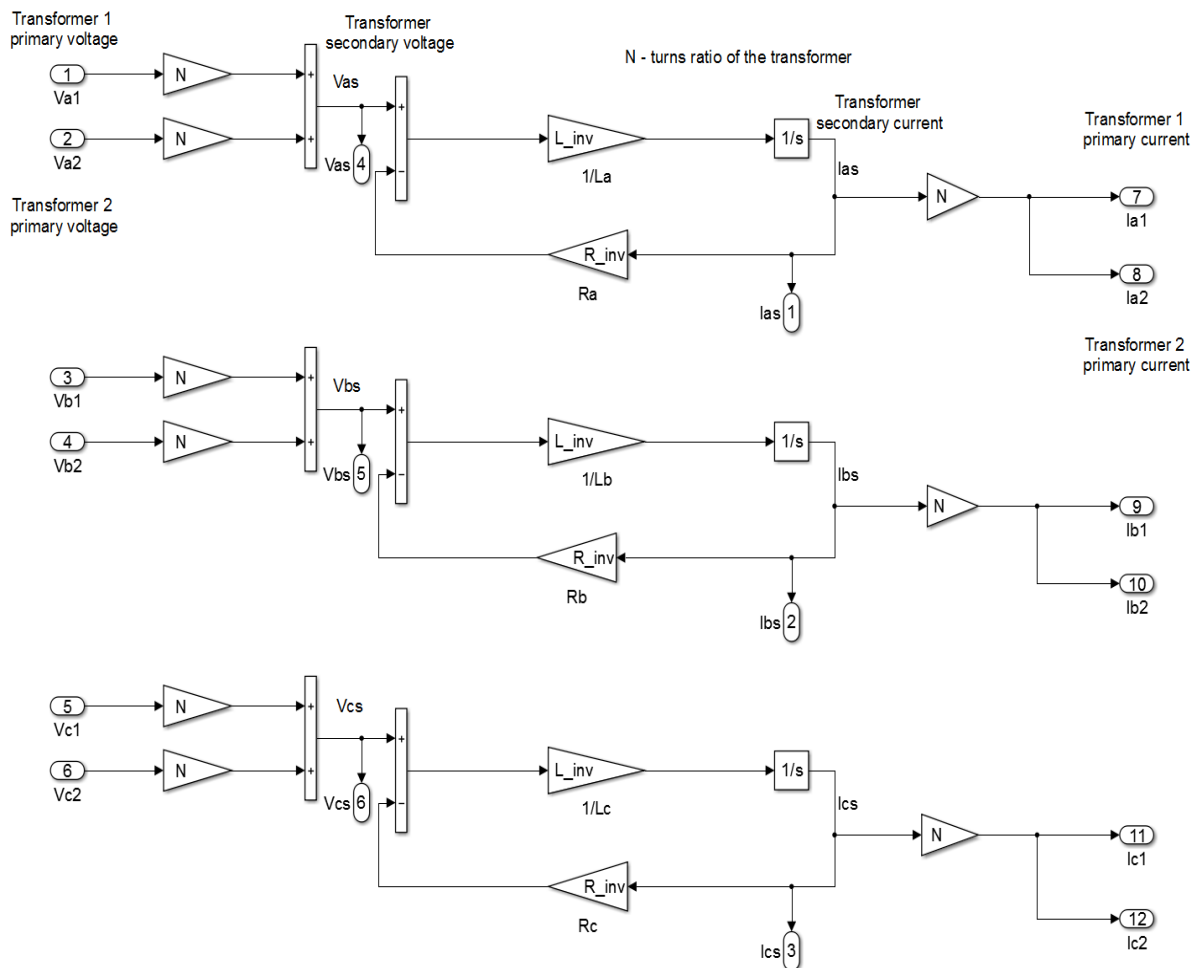 Transformer 1
primary voltage
Transformer
secondary voltage
N - turns ratio of the transformer
1
Va1
N
+
Vas
+
L_inv
1/La
1/s
Transformer
secondary current
Transformer 1
primary current
2
Va2
N
+
Vas 4
-
Ias
N
7
Ia1
Transformer 2
primary voltage
R_inv
Ra
Ias 1
8
Ia2
Transformer 2
primary current
3
Vb1
N
+
Vbs
+
L_inv
1/Lb
1/s
4
Vb2
N
+
Vbs 5
-
Ibs
N
9
Ib1
R_inv
Rb
Ibs 2
10
Ib2
5
Vc1
N
+
Vcs
+
L_inv
1/Lc
1/s
6
Vc2
N
+
Vcs 6
-
Ics
N
11
Ic1
R_inv
Rc
Ics 3
12
Ic2